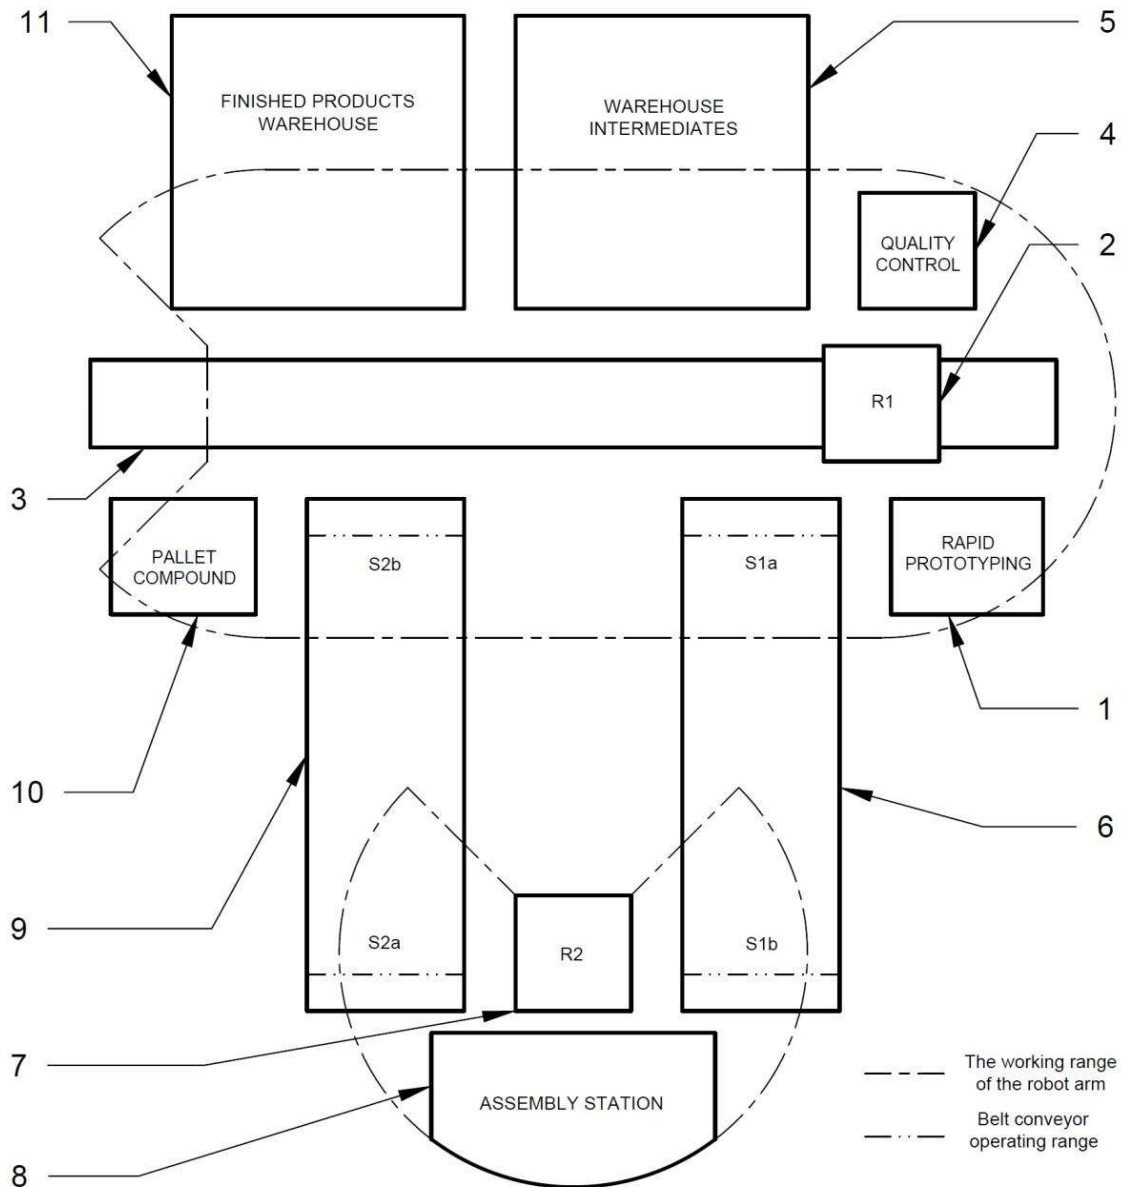 11
5
FINISHED PRODUCTS
WAREHOUSE
WAREHOUSE
INTERMEDIATES
4
QUALITY
CONTROL
2
R1
3
PALLET
COMPOUND
S2b
S1a
RAPID
PROTOTYPING
1
10
6
9
S2a
R2
S1b
7
ASSEMBLY STATION
The working range
of the robot arm
Belt conveyor
operating range
8